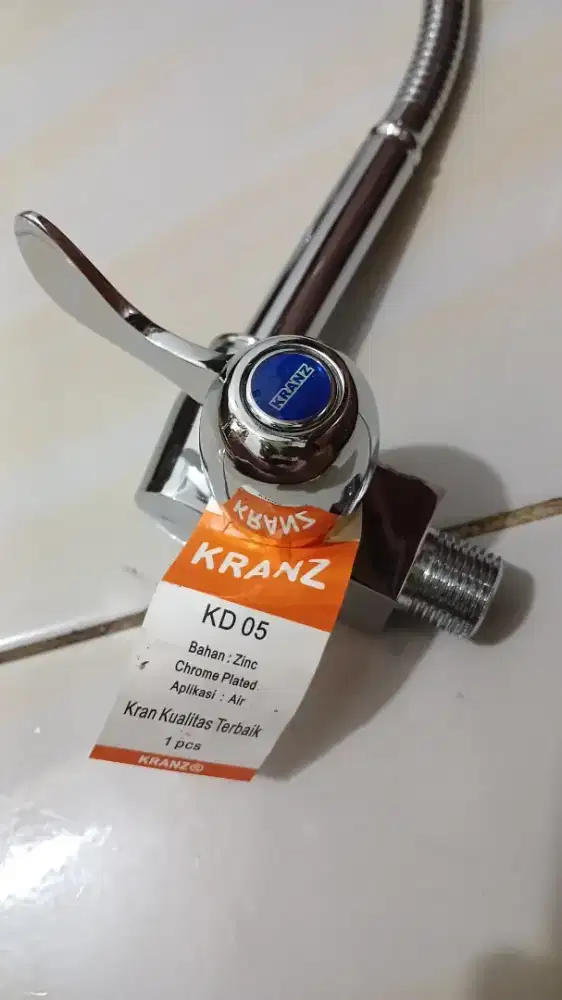 KRANZ
KRANZ
KRANZ
KD 05
Bahan : Zinc
Chrome Plated
Aplikasi : Air
Kran Kualitas Terbaik
1 pcs
KRANZ®